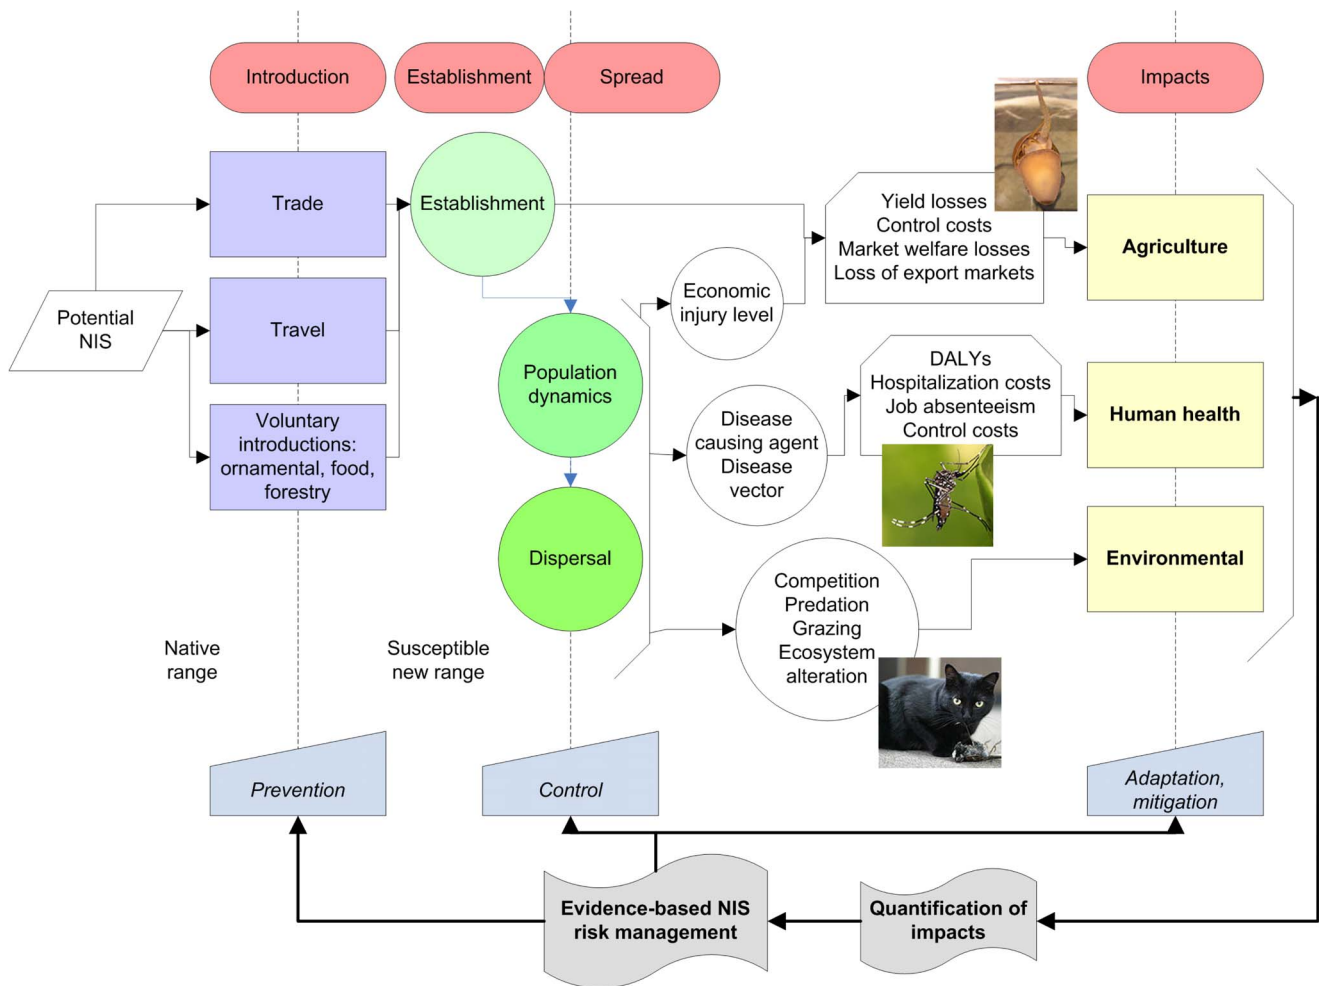 Introduction
Establishment
Spread
Impacts
Trade
Establishment
Yield losses
Control costs
Market welfare losses
Loss of export markets
Agriculture
Economic
injury level
Potential
NIS
Travel
Population
dynamics
DALYs
Hospitalization costs
Job absenteeism
Control costs
Human health
Voluntary
introductions:
ornamental, food,
forestry
Disease
causing agent
Disease
vector
Dispersal
Environmental
Competition
Predation
Grazing
Ecosystem
alteration
Native
range
Susceptible
new range
Prevention
Control
Adaptation,
mitigation
Evidence-based NIS
risk management
Quantification of
impacts